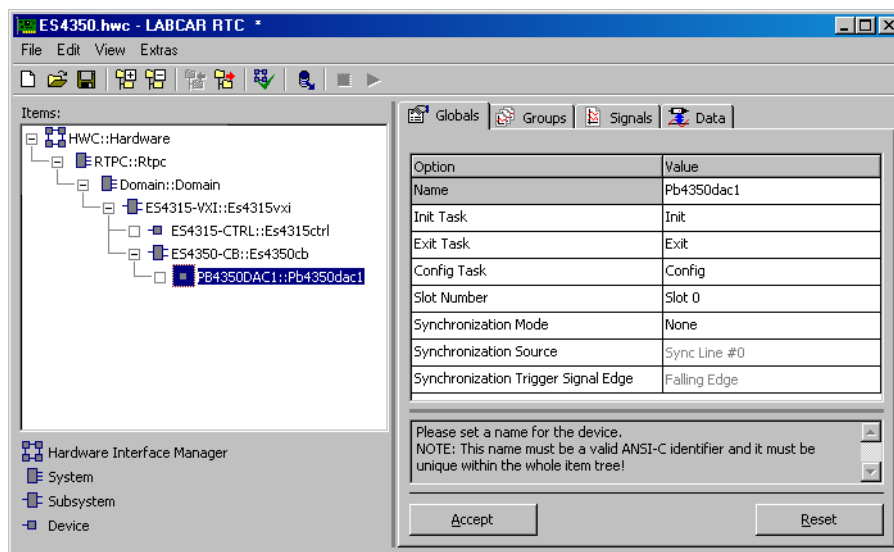 ES4350.hwc - LABCAR RTC *
File Edit View Extras
Items:
HWC::Hardware
RTPC::Rtpc
Domain::Domain
ES4315-VXI::Es4315vxi
ES4315-CTRL::Es4315ctrl
ES4350-CB::Es4350cb
PB4350DAC1::Pb4350dac1
Hardware Interface Manager
System
Subsystem
Device
Globals Groups Signals Data
Option Value
Name Pb4350dac1
Init Task Init
Exit Task Exit
Config Task Config
Slot Number Slot 0
Synchronization Mode None
Synchronization Source Sync Line #0
Synchronization Trigger Signal Edge Falling Edge
Please set a name for the device.
NOTE: This name must be a valid ANSI-C identifier and it must be
unique within the whole item tree!
Accept Reset